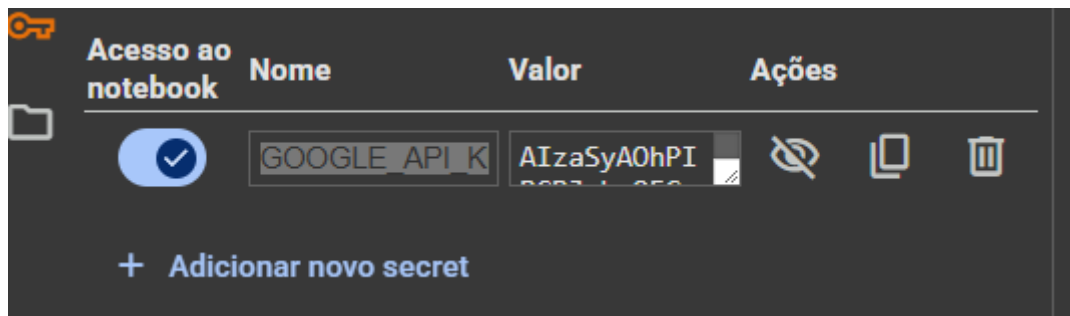 Acesso ao
notebook
Nome
Valor
Ações
GOOGLE_API_K
AIzaSyAOhPI
+ Adicionar novo secret